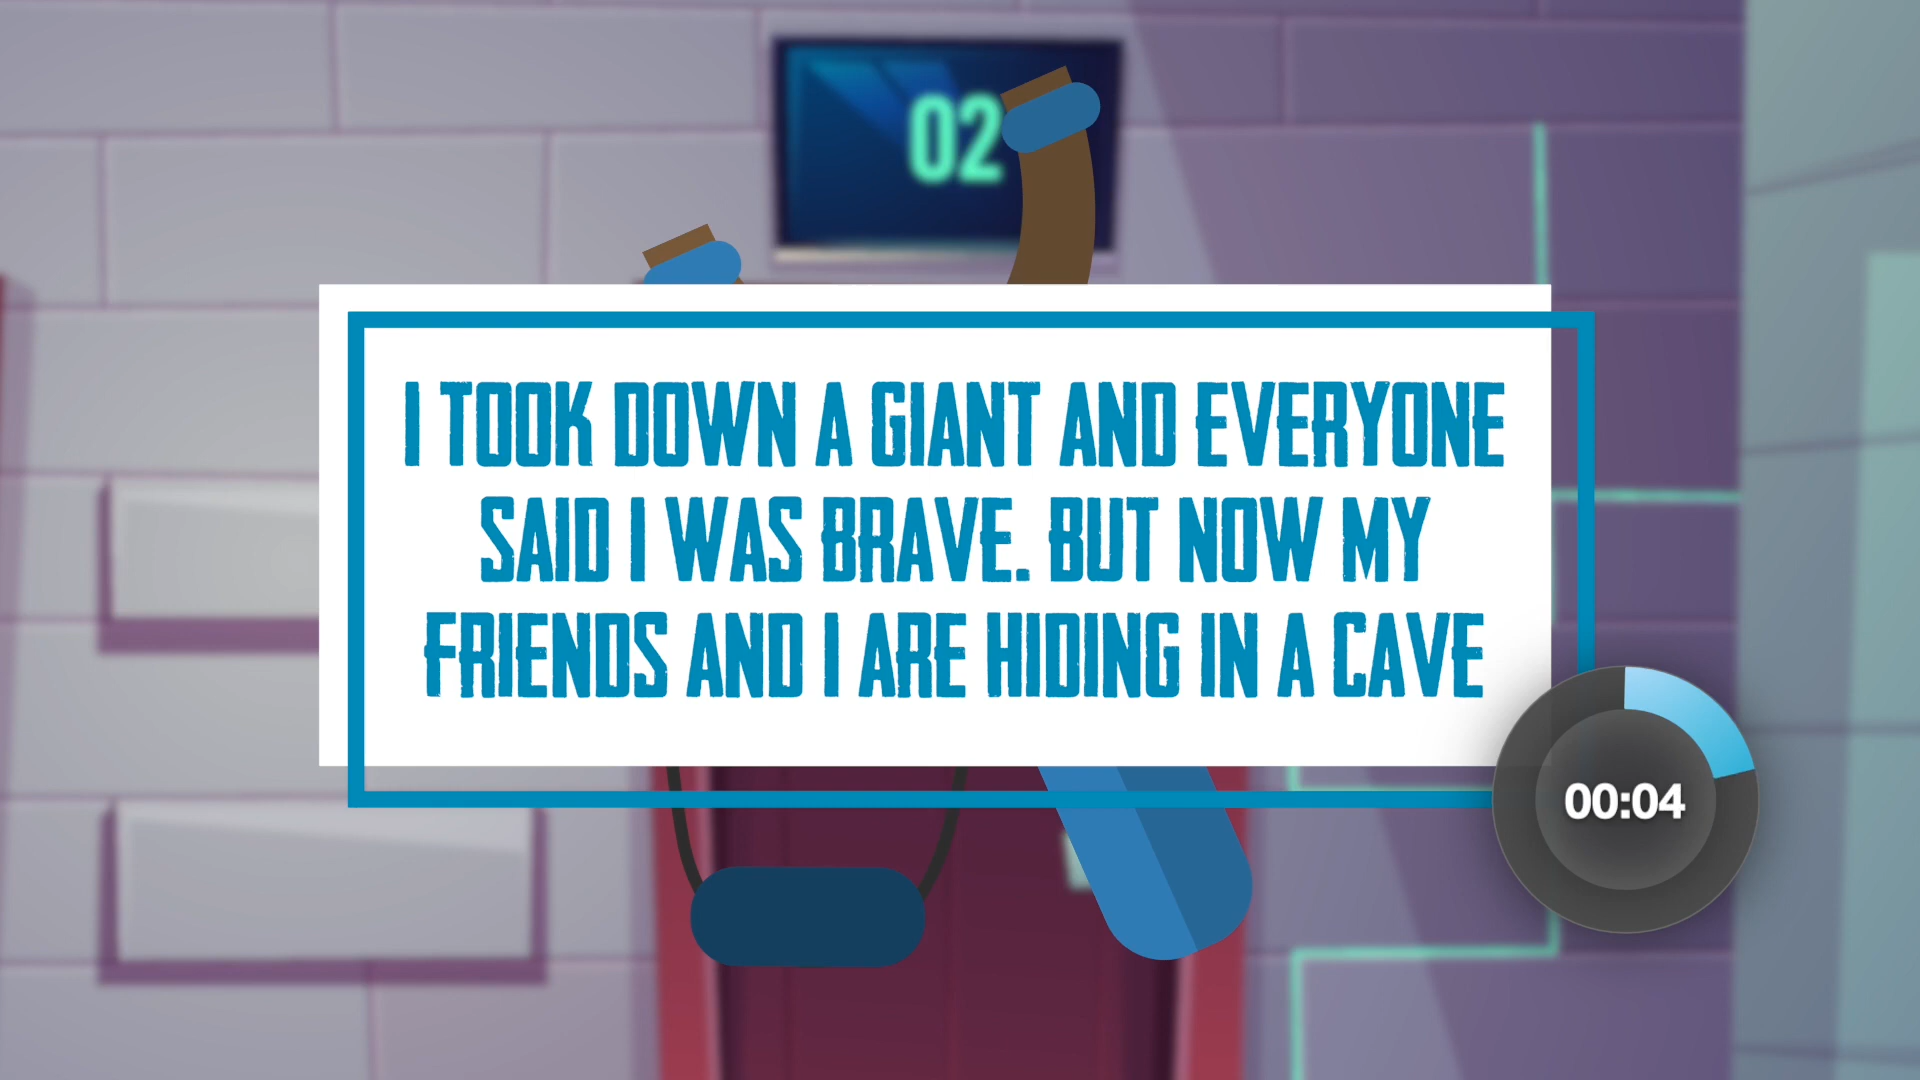 02
I TOOK DOWN A GIANT AND EVERYONE
SAID I WAS BRAVE. BUT NOW MY
FRIENDS AND I ARE HIDING IN A CAVE
00:04